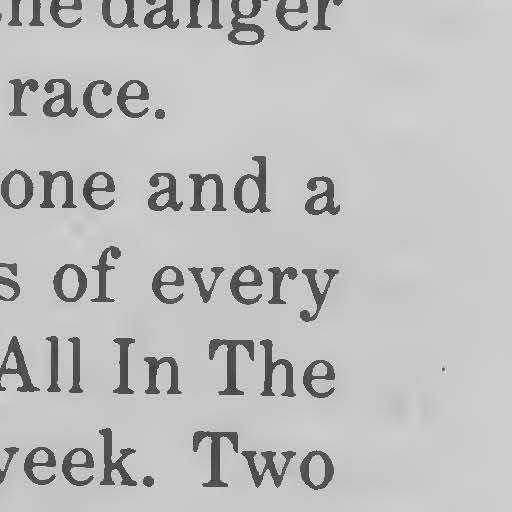 danger
race.
one and a
of every
All In The
week. Two